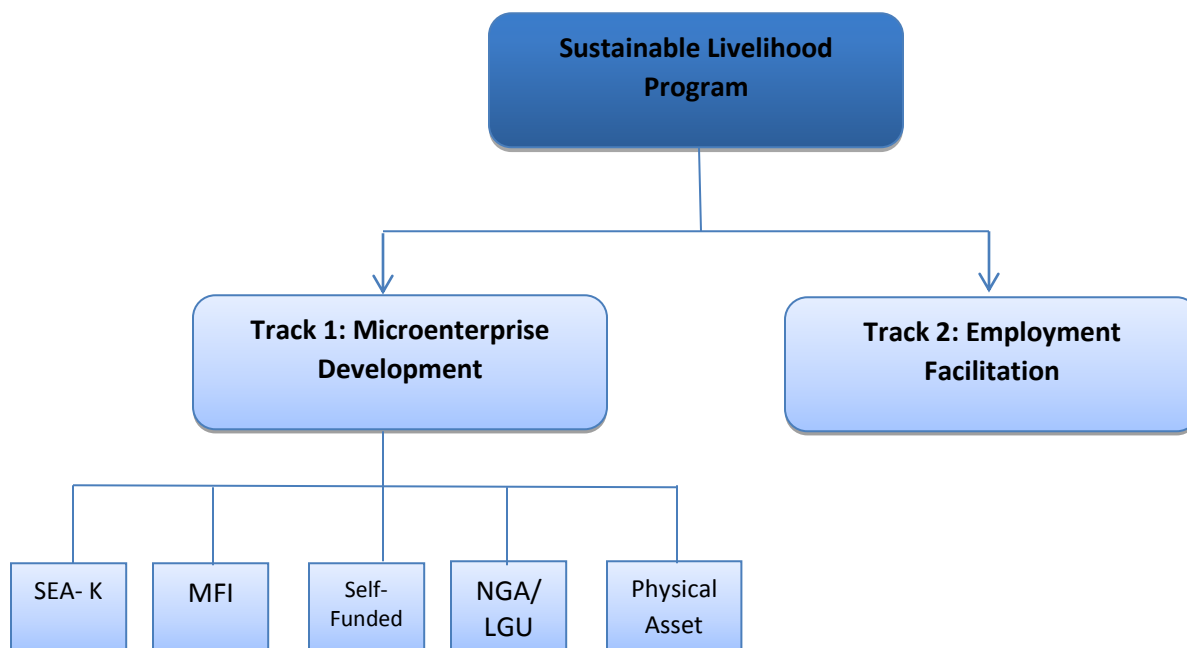 Sustainable Livelihood
Program
Track 1: Microenterprise
Development
Track 2: Employment
Facilitation
SEA- K
MFI
Self-
Funded
NGA/
LGU
Physical
Asset